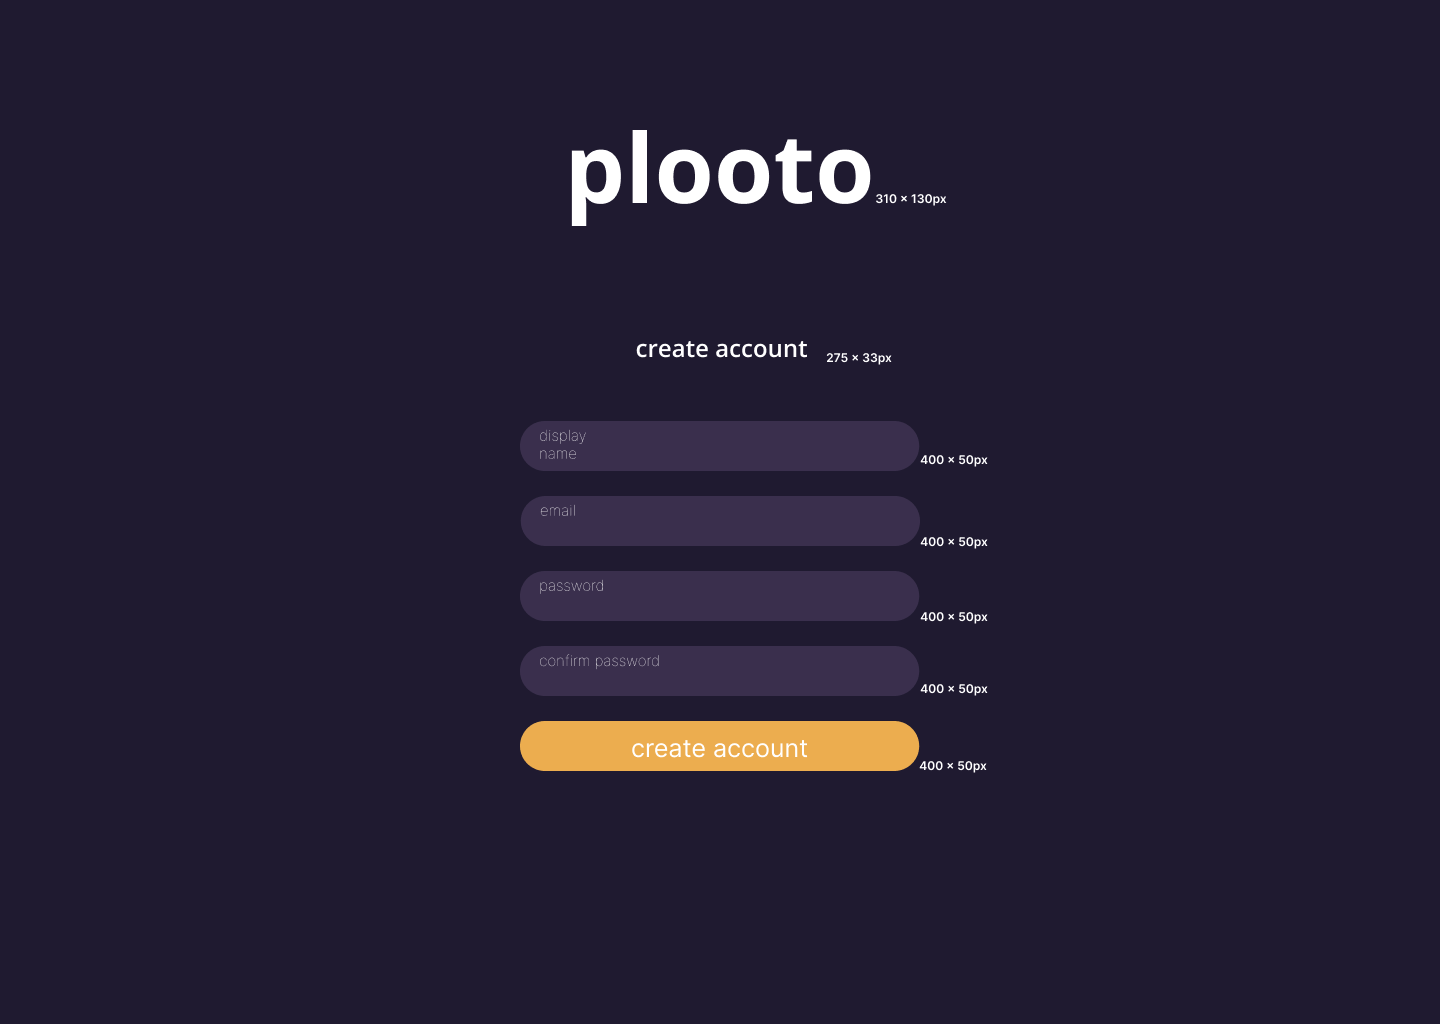 plooto
310 × 130px
create account
275 × 33px
display
name
400 × 50px
email
400 × 50px
password
400 × 50px
confirm password
400 × 50px
create account
400 × 50px